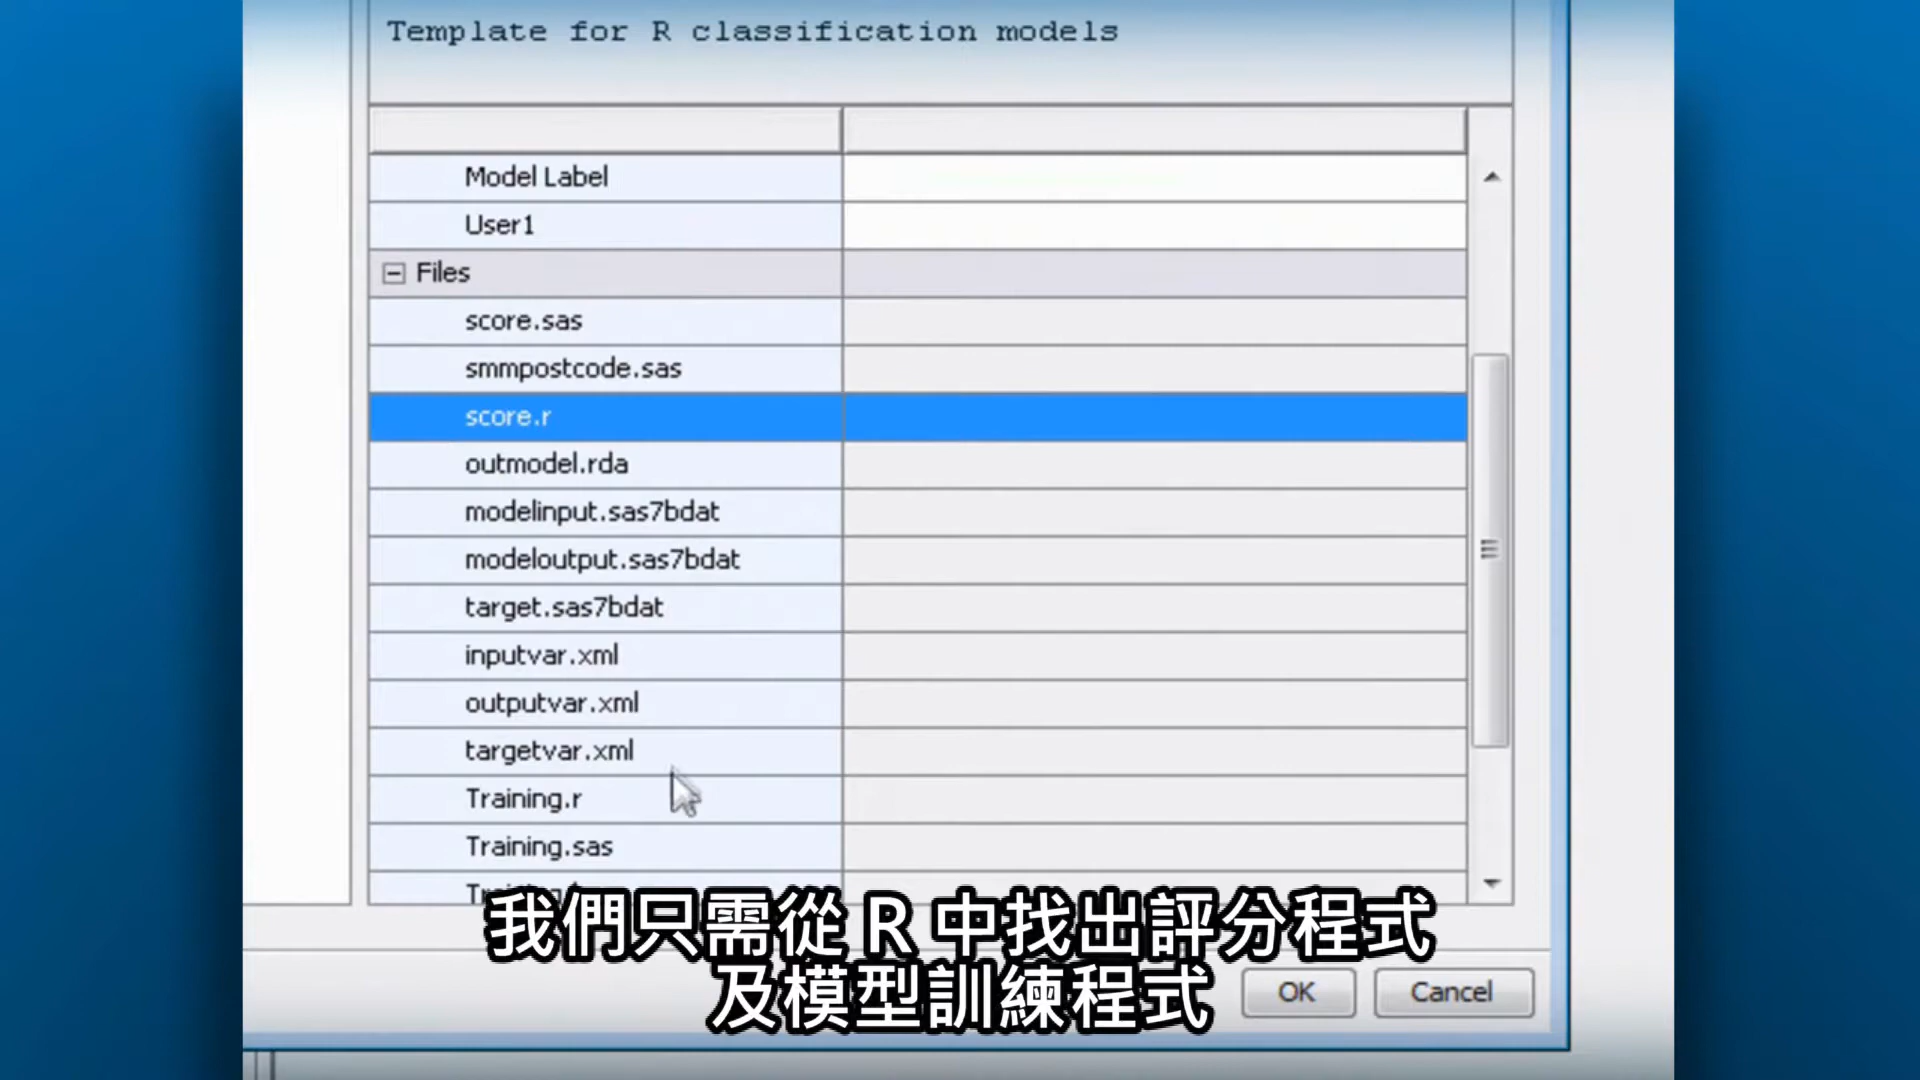 Template for R classification models
Model Label
User1
Files
score.sas
smmpostcode.sas
score.r
outmodel.rda
modelinput.sas7bdat
modeloutput.sas7bdat
target.sas7bdat
inputvar.xml
outputvar.xml
targetvar.xml
Training.r
Training.sas
我們只需從 R 中找出評分程式
及模型訓練程式
OK
Cancel